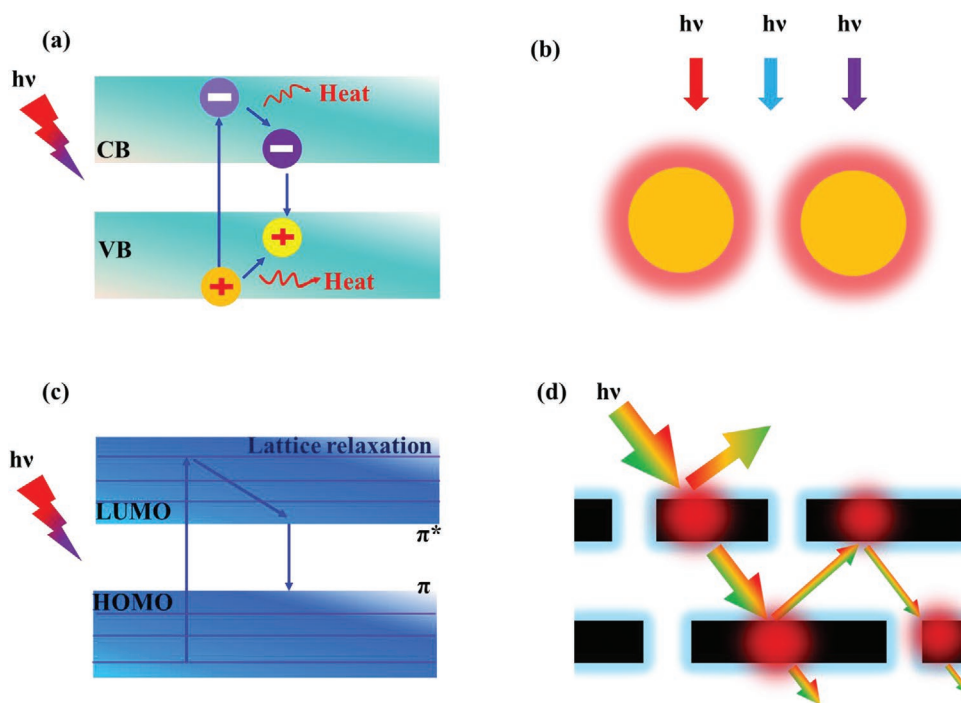 (a)
hν
Heat
CB
VB
Heat
(b)
hν hν hν
(c)
hν
Lattice relaxation
LUMO
π*
π
HOMO
(d)
hν